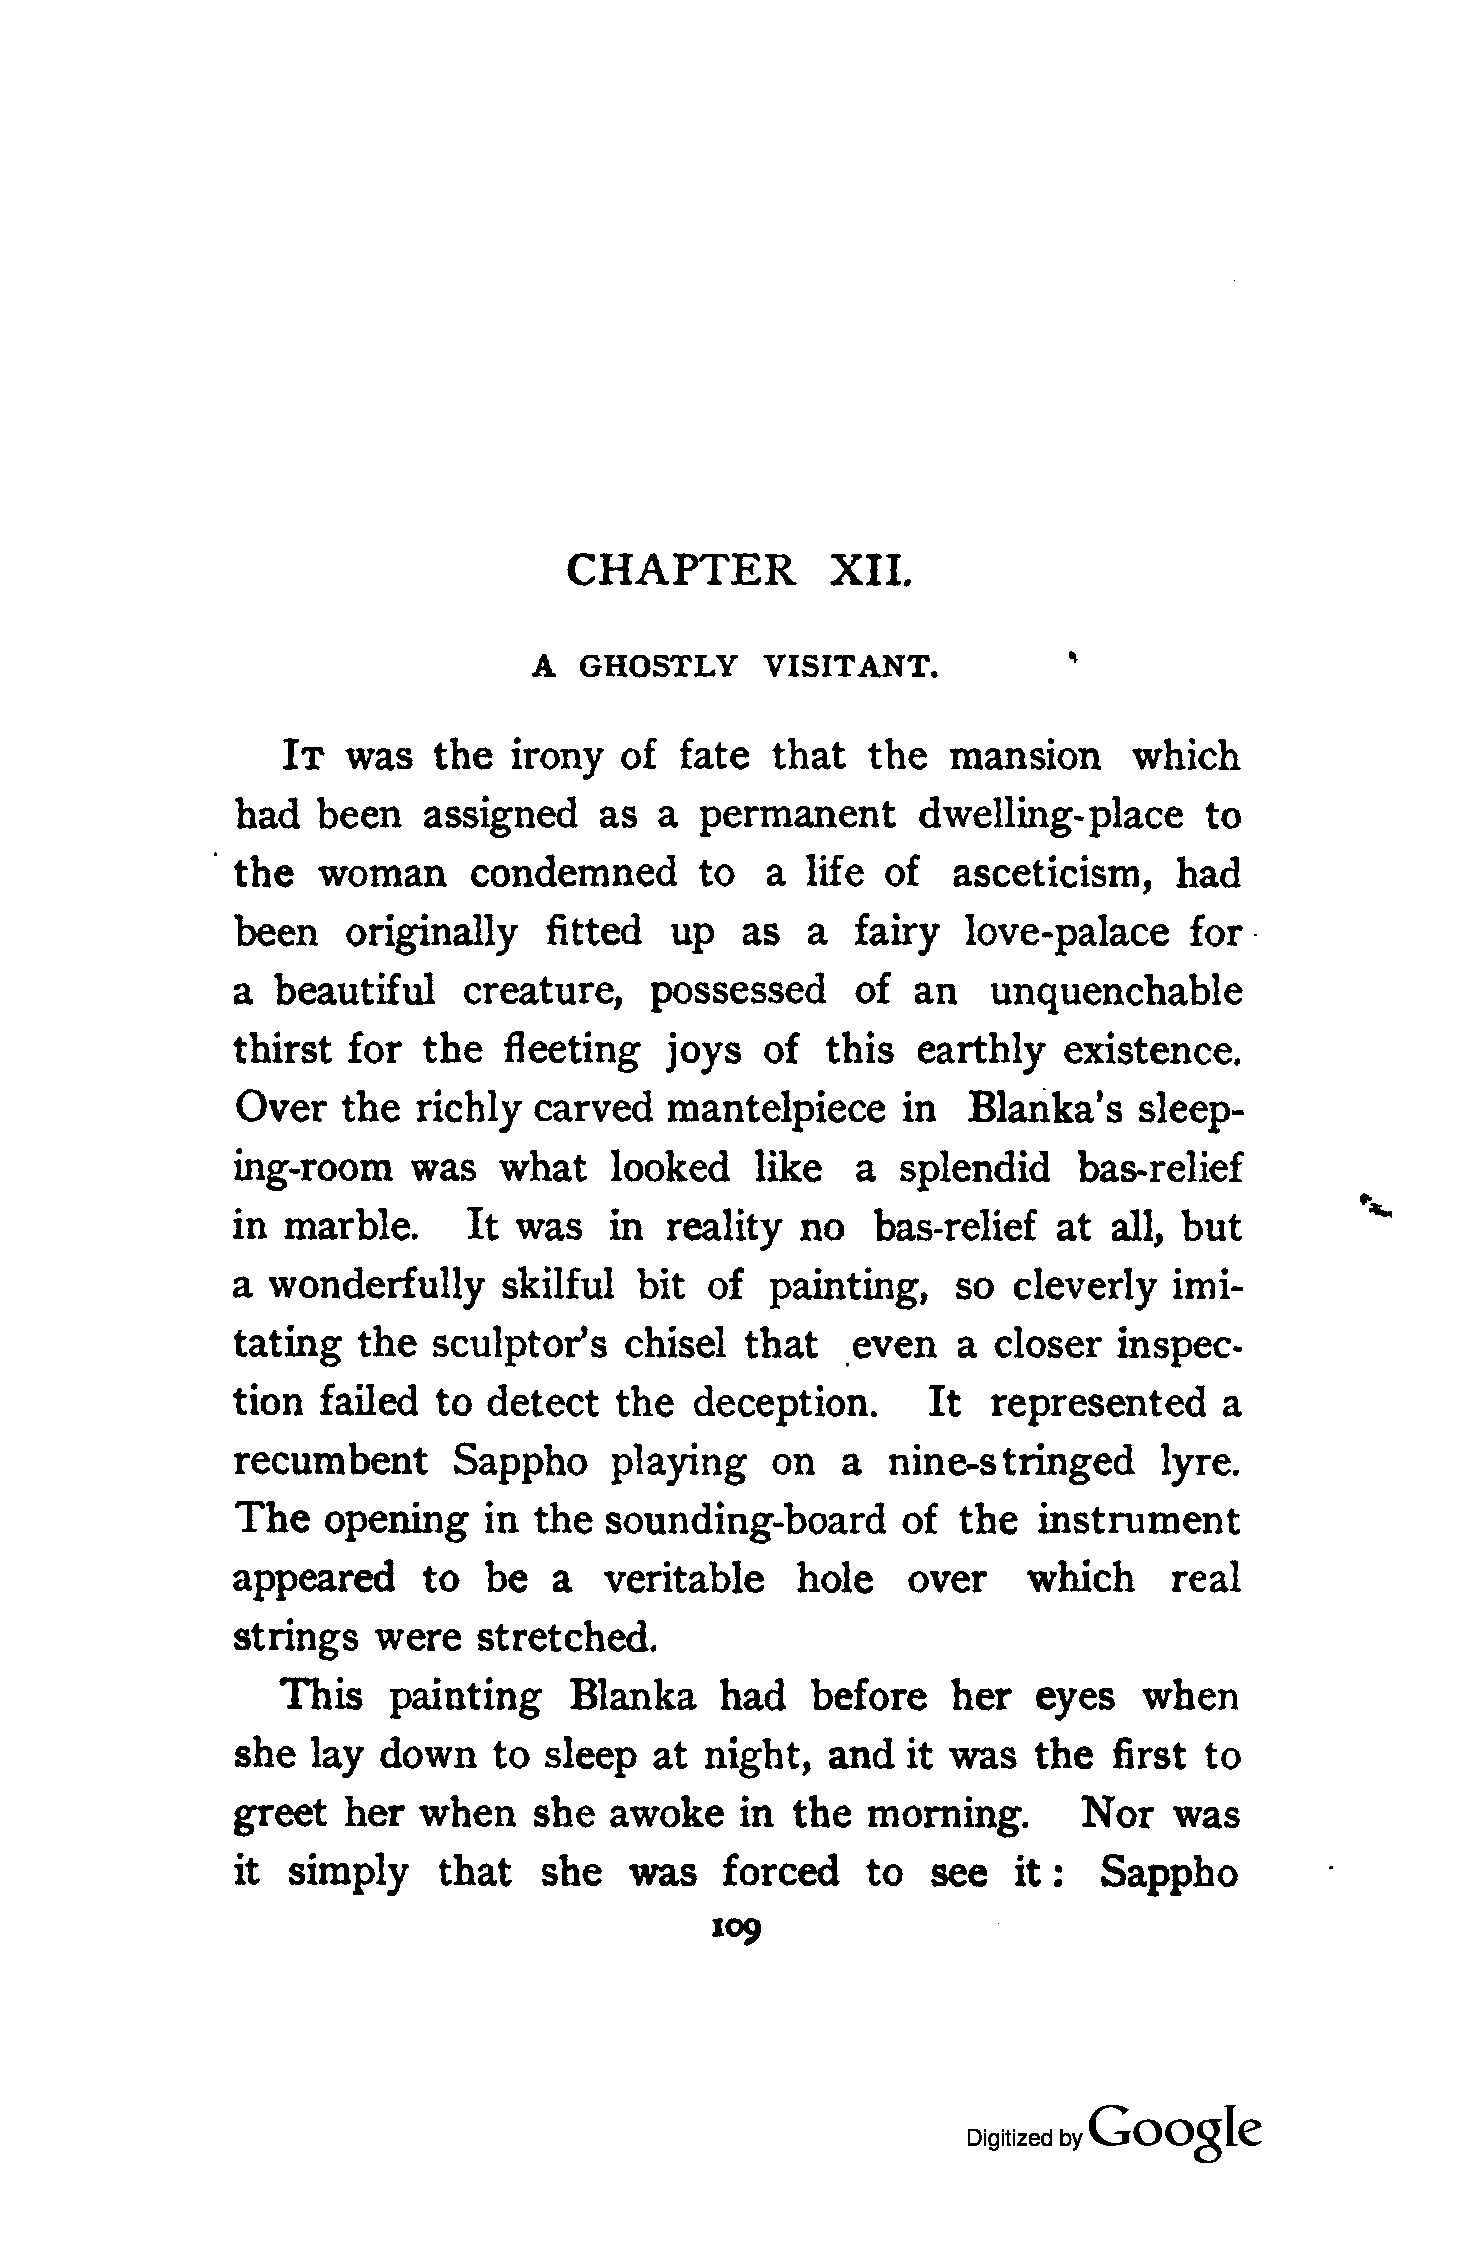 CHAPTER XII.
A GHOSTLY VISITANT.
IT was the irony of fate that the mansion which
had been assigned as a permanent dwelling-place to
the woman condemned to a life of asceticism, had
been originally fitted up as a fairy love-palace for
a beautiful creature, possessed of an unquenchable
thirst for the fleeting joys of this earthly existence.
Over the richly carved mantelpiece in Blanka's sleep-
ing-room was what looked like a splendid bas-relief
in marble. It was in reality no bas-relief at all, but
a wonderfully skilful bit of painting, so cleverly imi-
tating the sculptor's chisel that even a closer inspec-
tion failed to detect the deception. It represented a
recumbent Sappho playing on a nine-stringed lyre.
The opening in the sounding-board of the instrument
appeared to be a veritable hole over which real
strings were stretched.
This painting Blanka had before her eyes when
she lay down to sleep at night, and it was the first to
greet her when she awoke in the morning. Nor was
it simply that she was forced to see it: Sappho
109
Digitized by Google